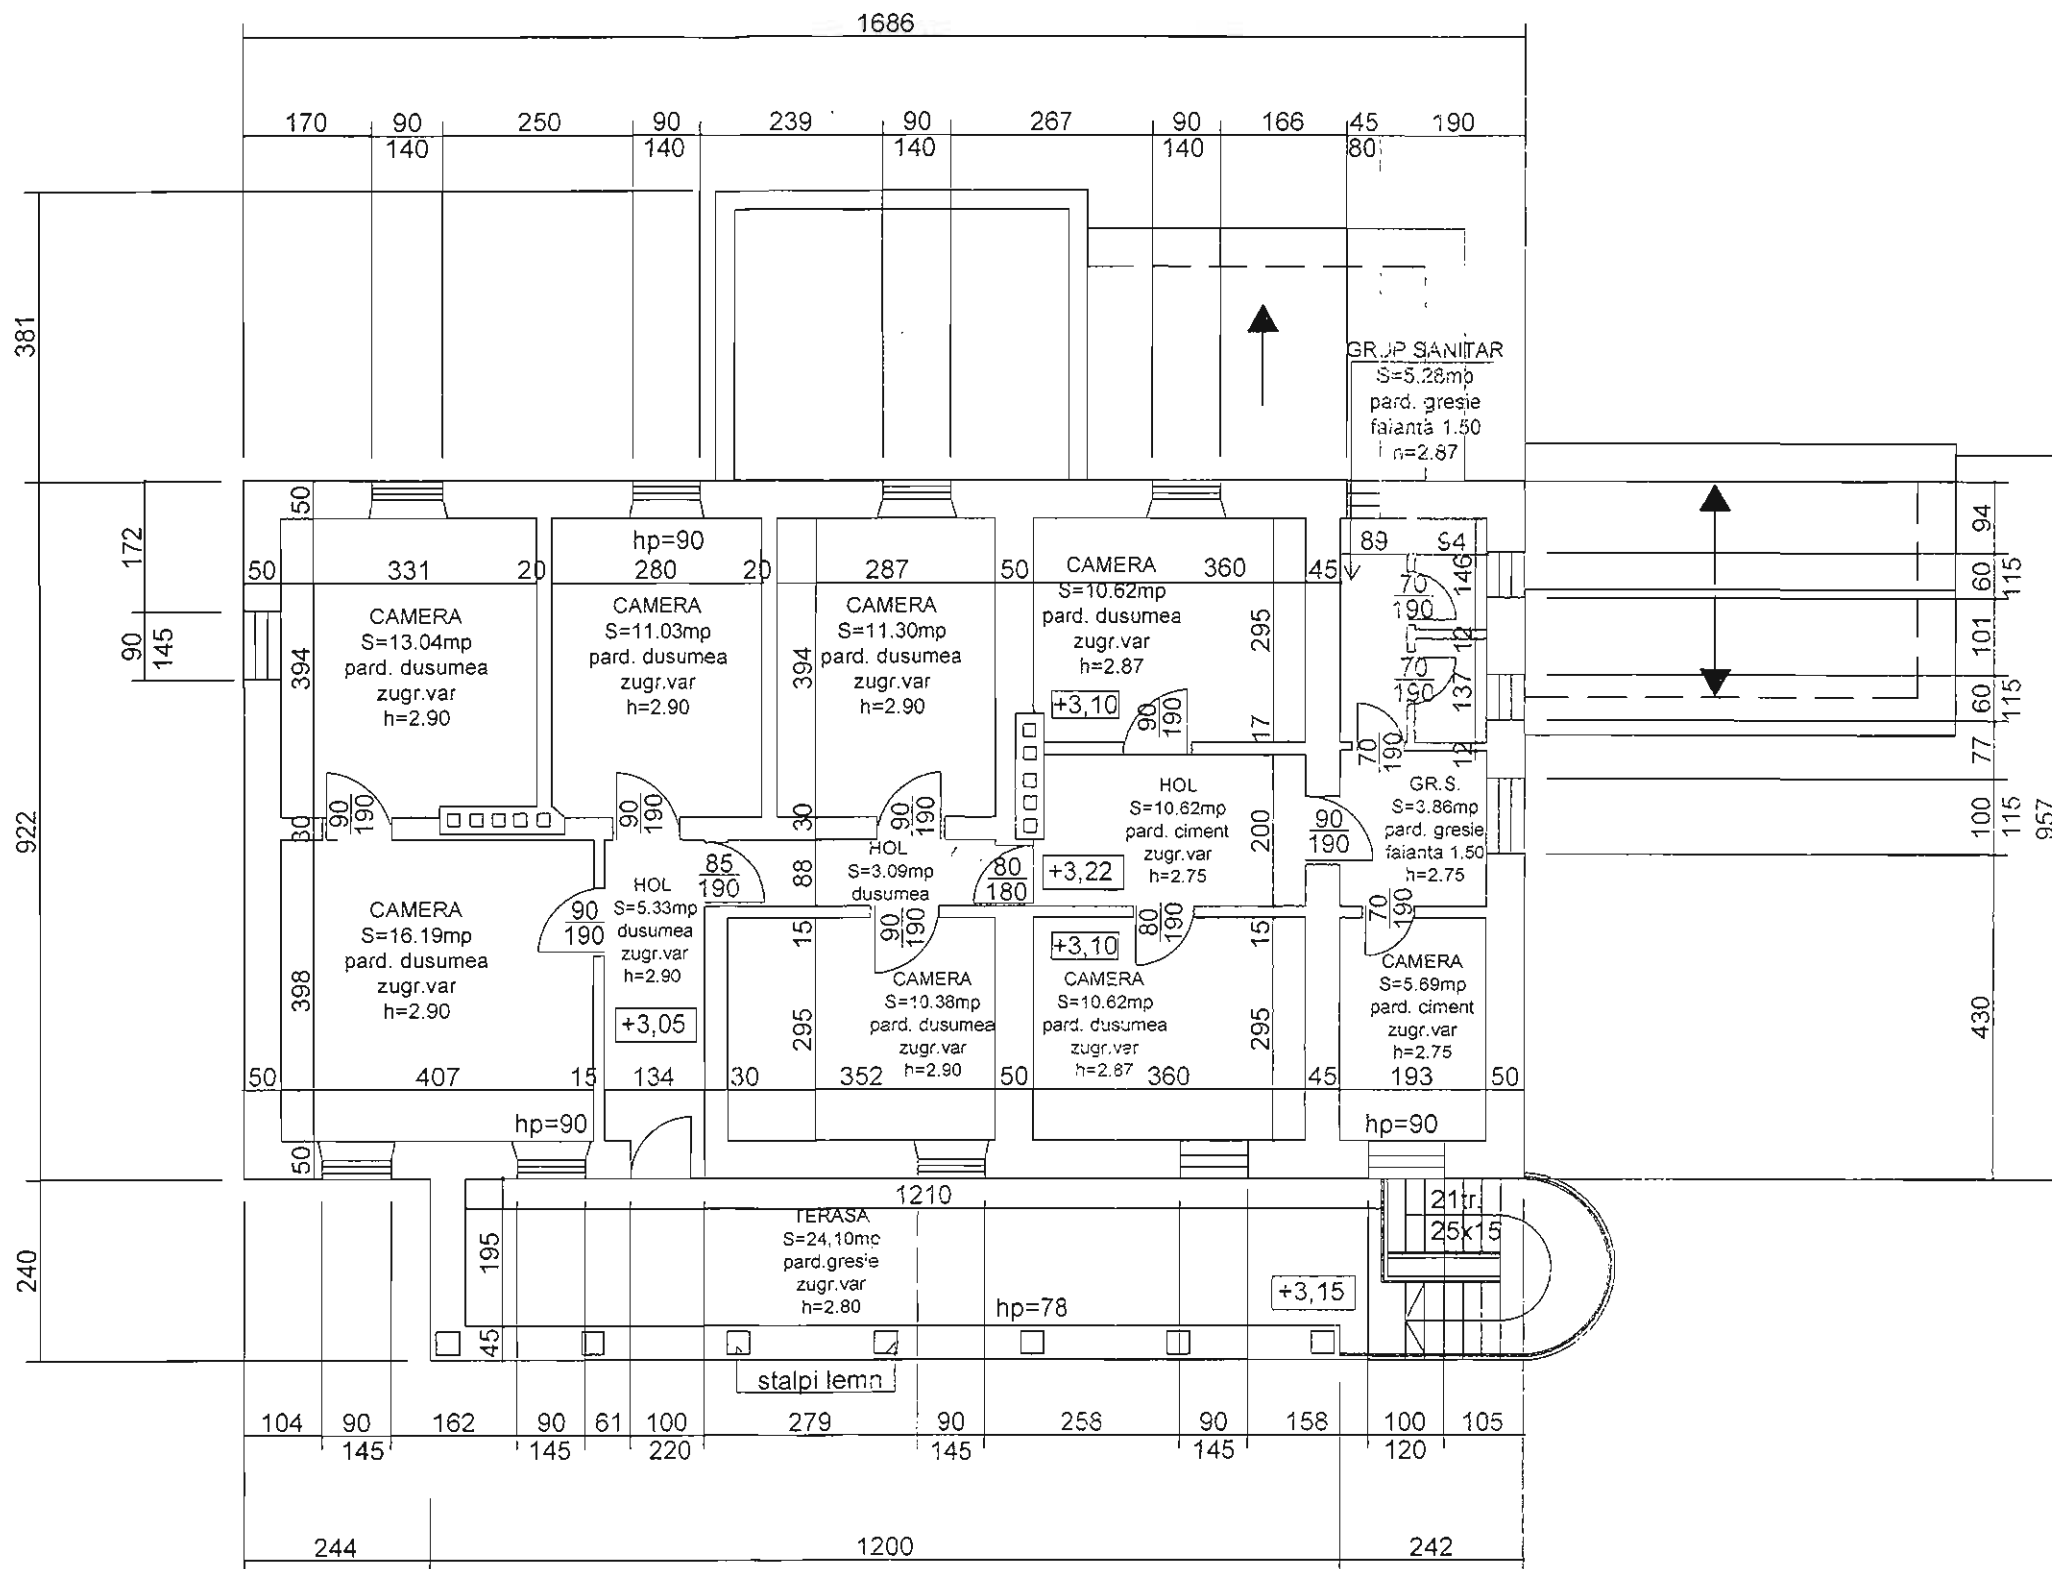 1686
170 90 250 90 239 90 267 90 166 45 190
140 140 140 140 80
381
GRUP SANITAR
S=5.28mp
pard. gresie
faianta 1.50
h=2.87
172
90
145
922
240
50
50 331 20 280 20 287 50 360 45
hp=90
89 94
CAMERA
S=13.04mp
pard. dusumea
zugr.var
h=2.90
394
CAMERA
S=11.03mp
pard. dusumea
zugr.var
h=2.90
CAMERA
S=11.30mp
pard. dusumea
zugr.var
h=2.90
394
CAMERA
S=10.62mp
pard. dusumea
zugr.var
h=2.87
+3,10
295
17
70
190
146
12
70
190
137
12
70
190
90
190
90
190
90
190
90
190
30
30
HOL
S=10.62mp
pard. ciment
zugr.var
h=2.75
200
90
190
GR.S.
S=3.86mp
pard. gresie
faianta 1.50
h=2.75
HOL
S=3.09mp
dusumea
88
85
190
80
180
+3,22
HOL
S=5.33mp
dusumea
zugr.var
h=2.90
+3,05
90
190
CAMERA
S=16.19mp
pard. dusumea
zugr.var
h=2.90
398
90
190
15
+3,10
80
190
15
70
190
CAMERA
S=10.38mp
pard. dusumea
zugr.var
h=2.90
295
CAMERA
S=10.62mp
pard. dusumea
zugr.var
h=2.87
295
CAMERA
S=5.69mp
pard. ciment
zugr.var
h=2.75
50 407 15 134 30 352 50 360 45 193 50
hp=90
hp=90
50
94
60
115
101
60
115
77
100
115
957
430
1210
TERASA
S=24,10mp
pard.gresie
zugr.var
h=2.80
195
45
hp=78
+3,15
21tr.
25x15
stalpi lemn
104 90 162 90 61 100 279 90 258 90 158 100 105
145 145 220 145 145 120
244 1200 242